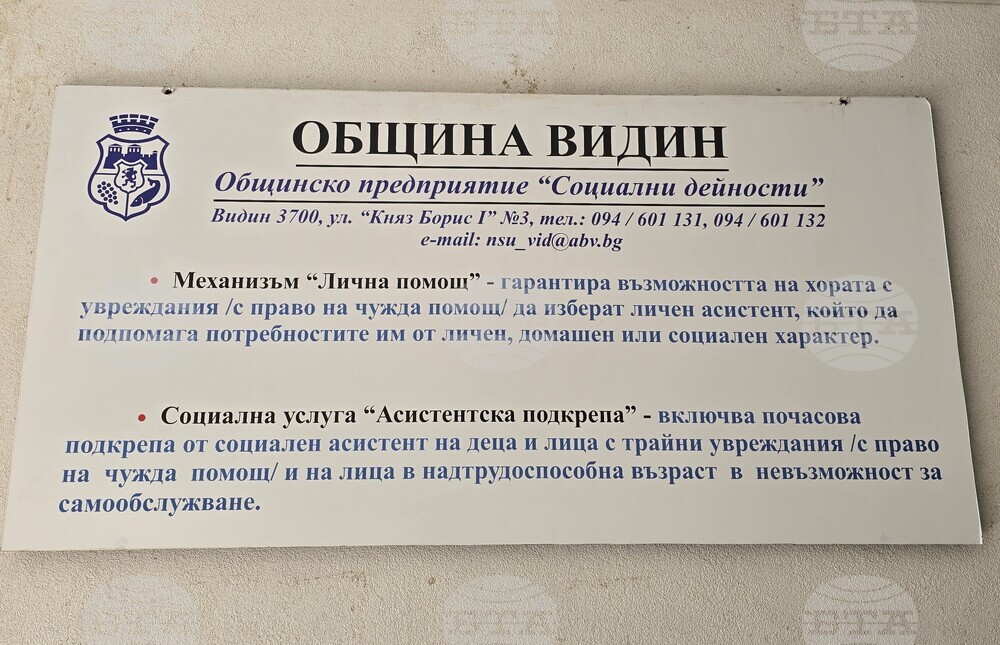 ОБЩИНА ВИДИН
Общинско предприятие “Социални дейности”
Видин 3700, ул. “Княз Борис I” №3, тел.: 094 / 601 131, 094 / 601 132
e-mail: nsu_vid@abv.bg
• Механизъм “Лична помощ” - гарантира възможността на хората с
увреждания /с право на чужда помощ/ да изберат личен асистент, който да
подпомага потребностите им от личен, домашен или социален характер.
• Социална услуга “Асистентска подкрепа” - включва почасова
подкрепа от социален асистент на деца и лица с трайни увреждания /с право
на чужда помощ/ и на лица в надтрудоспособна възраст в невъзможност за
самообслужване.